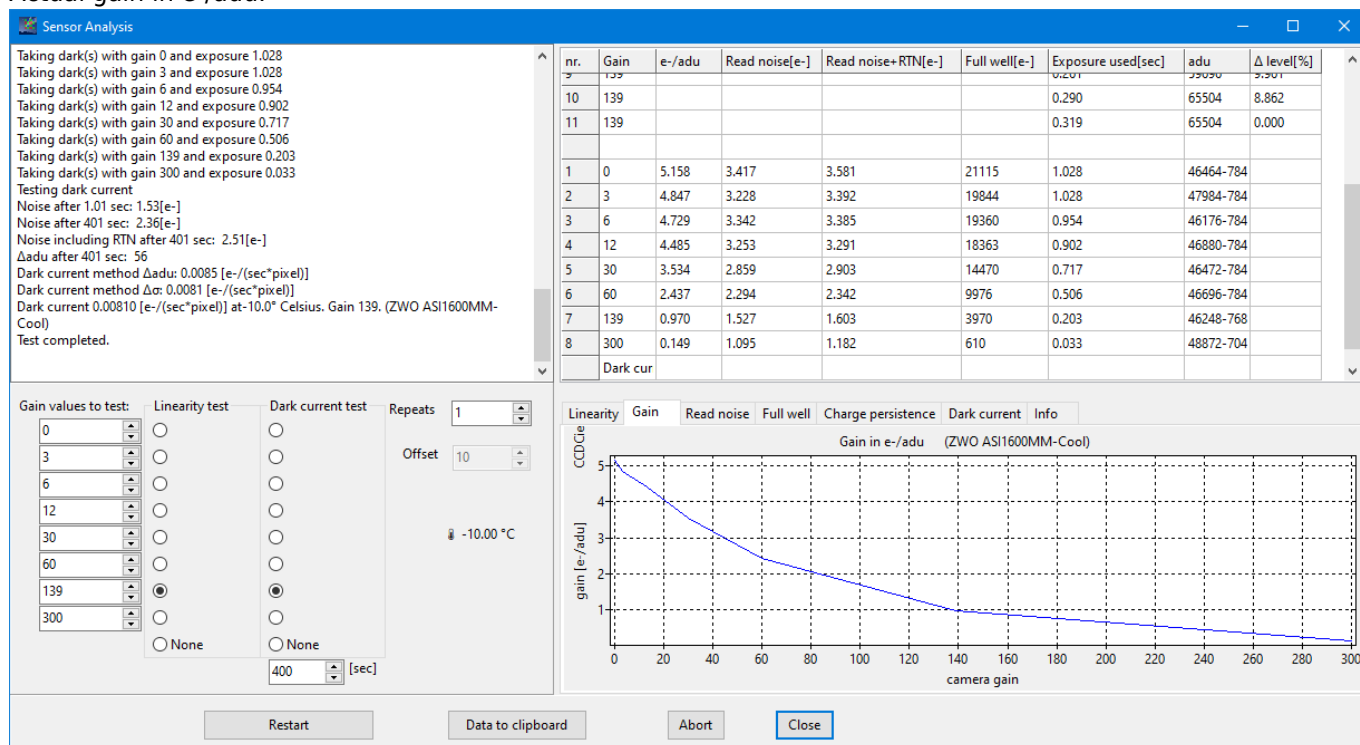 Sensor Analysis
Taking dark(s) with gain 0 and exposure 1.028
Taking dark(s) with gain 3 and exposure 1.028
Taking dark(s) with gain 6 and exposure 0.954
Taking dark(s) with gain 12 and exposure 0.902
Taking dark(s) with gain 30 and exposure 0.717
Taking dark(s) with gain 60 and exposure 0.506
Taking dark(s) with gain 139 and exposure 0.203
Taking dark(s) with gain 300 and exposure 0.033
Testing dark current
Noise after 1.01 sec: 1.53[e-]
Noise after 401 sec: 2.36[e-]
Noise including RTN after 401 sec:  2.51[e-]
Δadu after 401 sec:  56
Dark current method Δadu: 0.0085 [e-/(sec*pixel)]
Dark current method Δσ: 0.0081 [e-/(sec*pixel)]
Dark current 0.00810 [e-/(sec*pixel)] at-10.0° Celsius. Gain 139. (ZWO ASI1600MM-
Cool)
Test completed.
nr. Gain e-/adu Read noise[e-] Read noise+RTN[e-] Full well[e-] Exposure used[sec] adu Δ level[%]
10 139 0.290 65504 8.862
11 139 0.319 65504 0.000
1 0 5.158 3.417 3.581 21115 1.028 46464-784
2 3 4.847 3.228 3.392 19844 1.028 47984-784
3 6 4.729 3.342 3.385 19360 0.954 46176-784
4 12 4.485 3.253 3.291 18363 0.902 46880-784
5 30 3.534 2.859 2.903 14470 0.717 46472-784
6 60 2.437 2.294 2.342 9976 0.506 46696-784
7 139 0.970 1.527 1.603 3970 0.203 46248-768
8 300 0.149 1.095 1.182 610 0.033 48872-704
Dark cur
Gain values to test: Linearity test Dark current test Repeats 1
0
3
6
12
30
60
139
300
Offset 10
-10.00 °C
None None
400 [sec]
Linearity Gain Read noise Full well Charge persistence Dark current Info
CCDCie
Gain in e-/adu (ZWO ASI1600MM-Cool)
gain [e-/adu]
5
4
3
2
1
0 20 40 60 80 100 120 140 160 180 200 220 240 260 280 300
camera gain
Restart Data to clipboard Abort Close